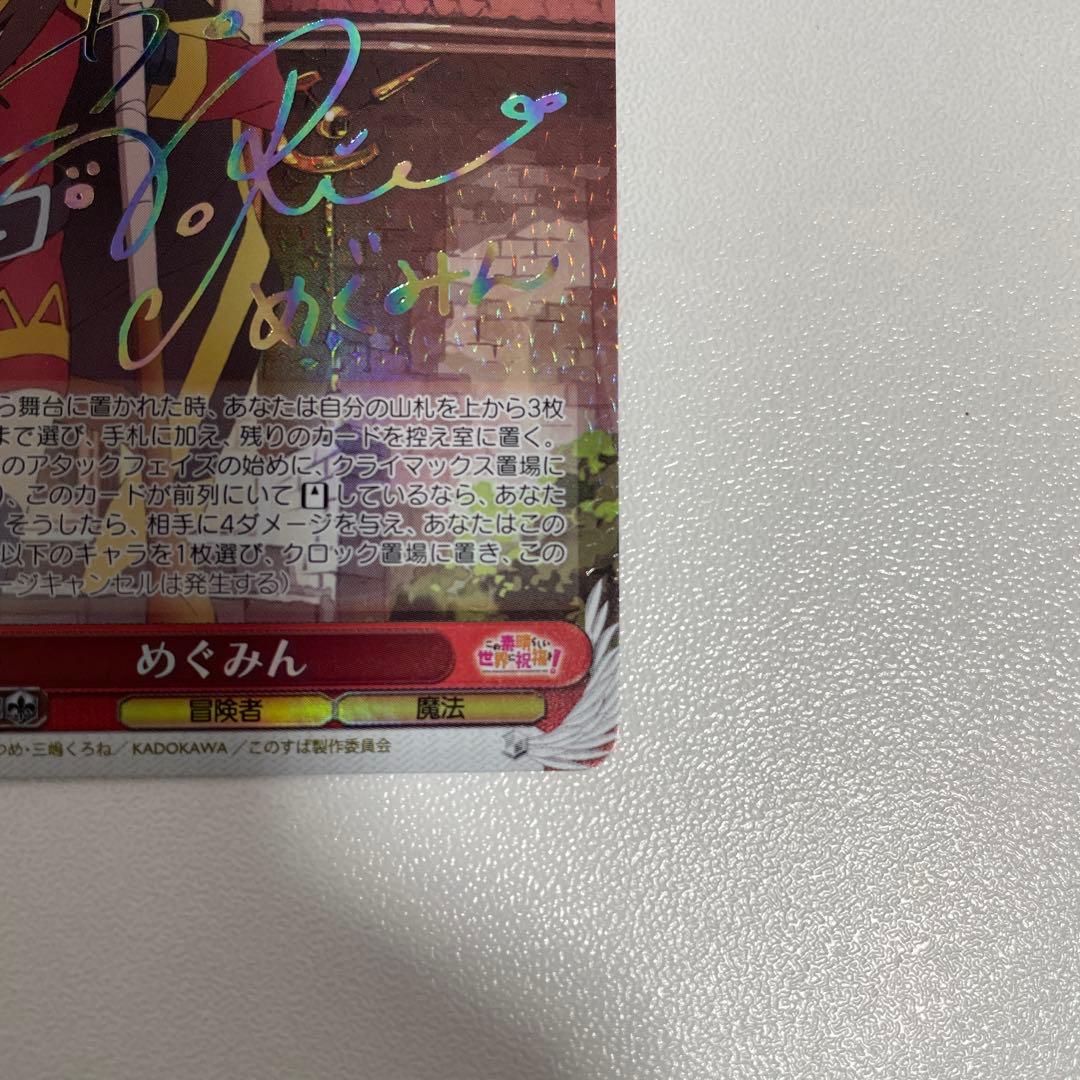 めぐみん
ら舞台に置かれた時、あなたは自分の山札を上から3枚
まで選び、手札に加え、残りのカードを控え室に置く。
のアタックフェイズの始めに、クライマックス置場に
、このカードが前列にいて しているなら、あなた
そうしたら、相手に4ダメージを与え、あなたはこの
以下のキャラを1枚選び、クロック置場に置き、この
ージキャンセルは発生する）
めぐみん
この素晴らしい
世界に祝福を!
冒険者 魔法
つめ・三嶋くろね／KADOKAWA／このすば製作委員会